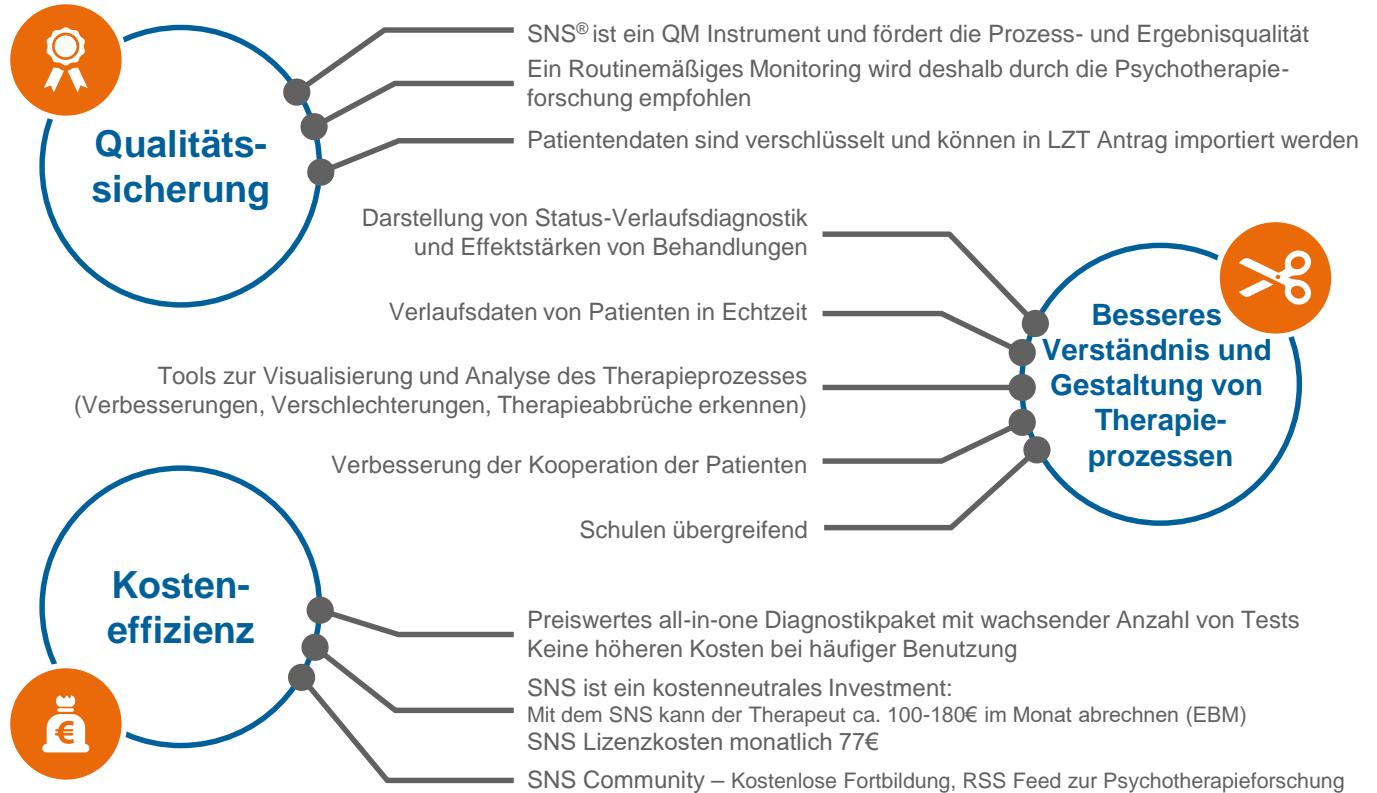 Qualitäts-
sicherung
SNS® ist ein QM Instrument und fördert die Prozess- und Ergebnisqualität
Ein Routinemäßiges Monitoring wird deshalb durch die Psychotherapie-
forschung empfohlen
Patientendaten sind verschlüsselt und können in LZT Antrag importiert werden
Besseres
Verständnis und
Gestaltung von
Therapie-
prozessen
Darstellung von Status-Verlaufsdiagnostik
und Effektstärken von Behandlungen
Verlaufsdaten von Patienten in Echtzeit
Tools zur Visualisierung und Analyse des Therapieprozesses
(Verbesserungen, Verschlechterungen, Therapieabbrüche erkennen)
Verbesserung der Kooperation der Patienten
Schulen übergreifend
Kosten-
effizienz
€
Preiswertes all-in-one Diagnostikpaket mit wachsender Anzahl von Tests
Keine höheren Kosten bei häufiger Benutzung
SNS ist ein kostenneutrales Investment:
Mit dem SNS kann der Therapeut ca. 100-180€ im Monat abrechnen (EBM)
SNS Lizenzkosten monatlich 77€
SNS Community – Kostenlose Fortbildung, RSS Feed zur Psychotherapieforschung